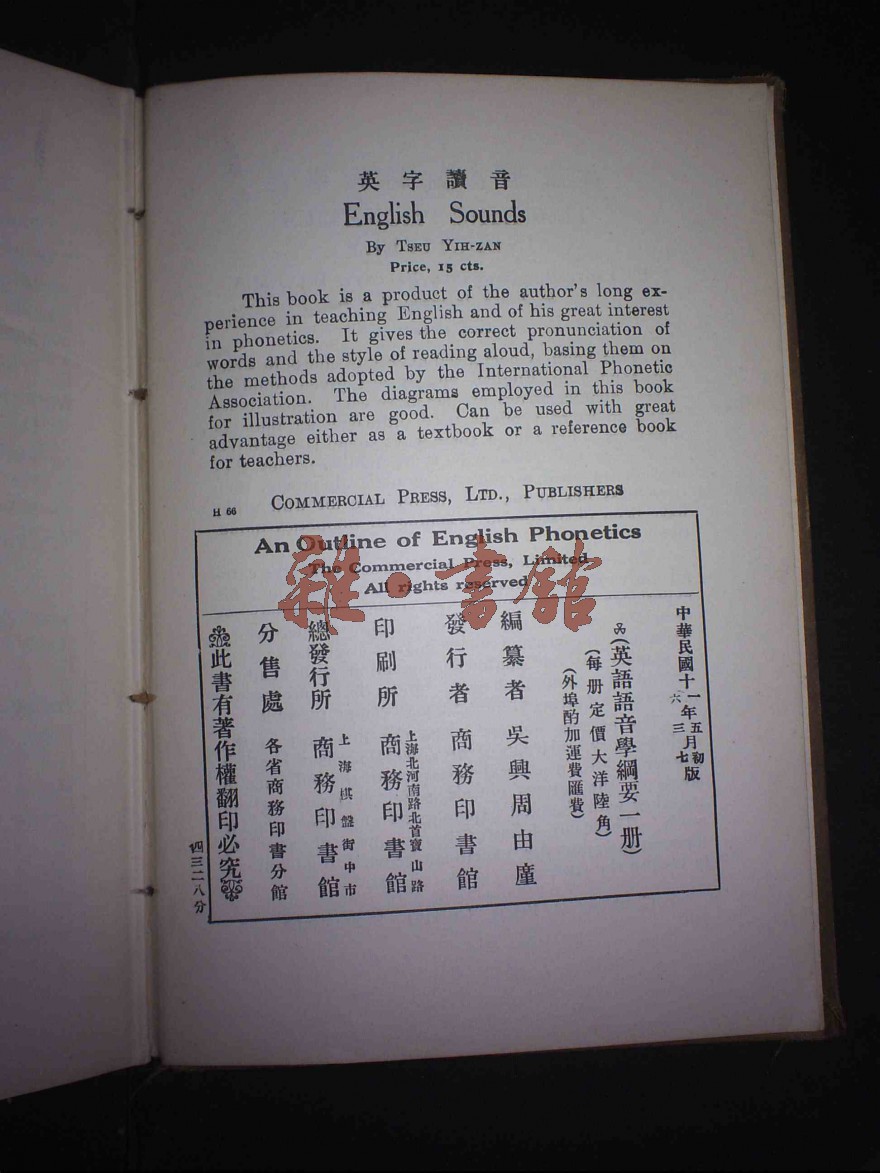 英字讀音
English Sounds
By Tseu Yih-zan
Price, 15 cts.
This book is a product of the author's long ex-
perience in teaching English and of his great interest
in phonetics. It gives the correct pronunciation of
words and the style of reading aloud, basing them on
the methods adopted by the International Phonetic
Association. The diagrams employed in this book
for illustration are good. Can be used with great
advantage either as a textbook or a reference book
for teachers.
H 66
Commercial Press, Ltd., Publishers
An Outline of English Phonetics
The Commercial Press, Limited
All rights reserved
雜·書館
中華民國十一年五月初版
六三七
(英語語音學綱要一册)
(每册定價大洋陸角)
(外埠酌加運費匯費)
編纂者 吳興周由廑
發行者 商務印書館
印刷所 上海北河南路北首寶山路 商務印書館
總發行所 上海棋盤街中市 商務印書館
分售處 各省商務印書分館
此書有著作權翻印必究
四三二八分